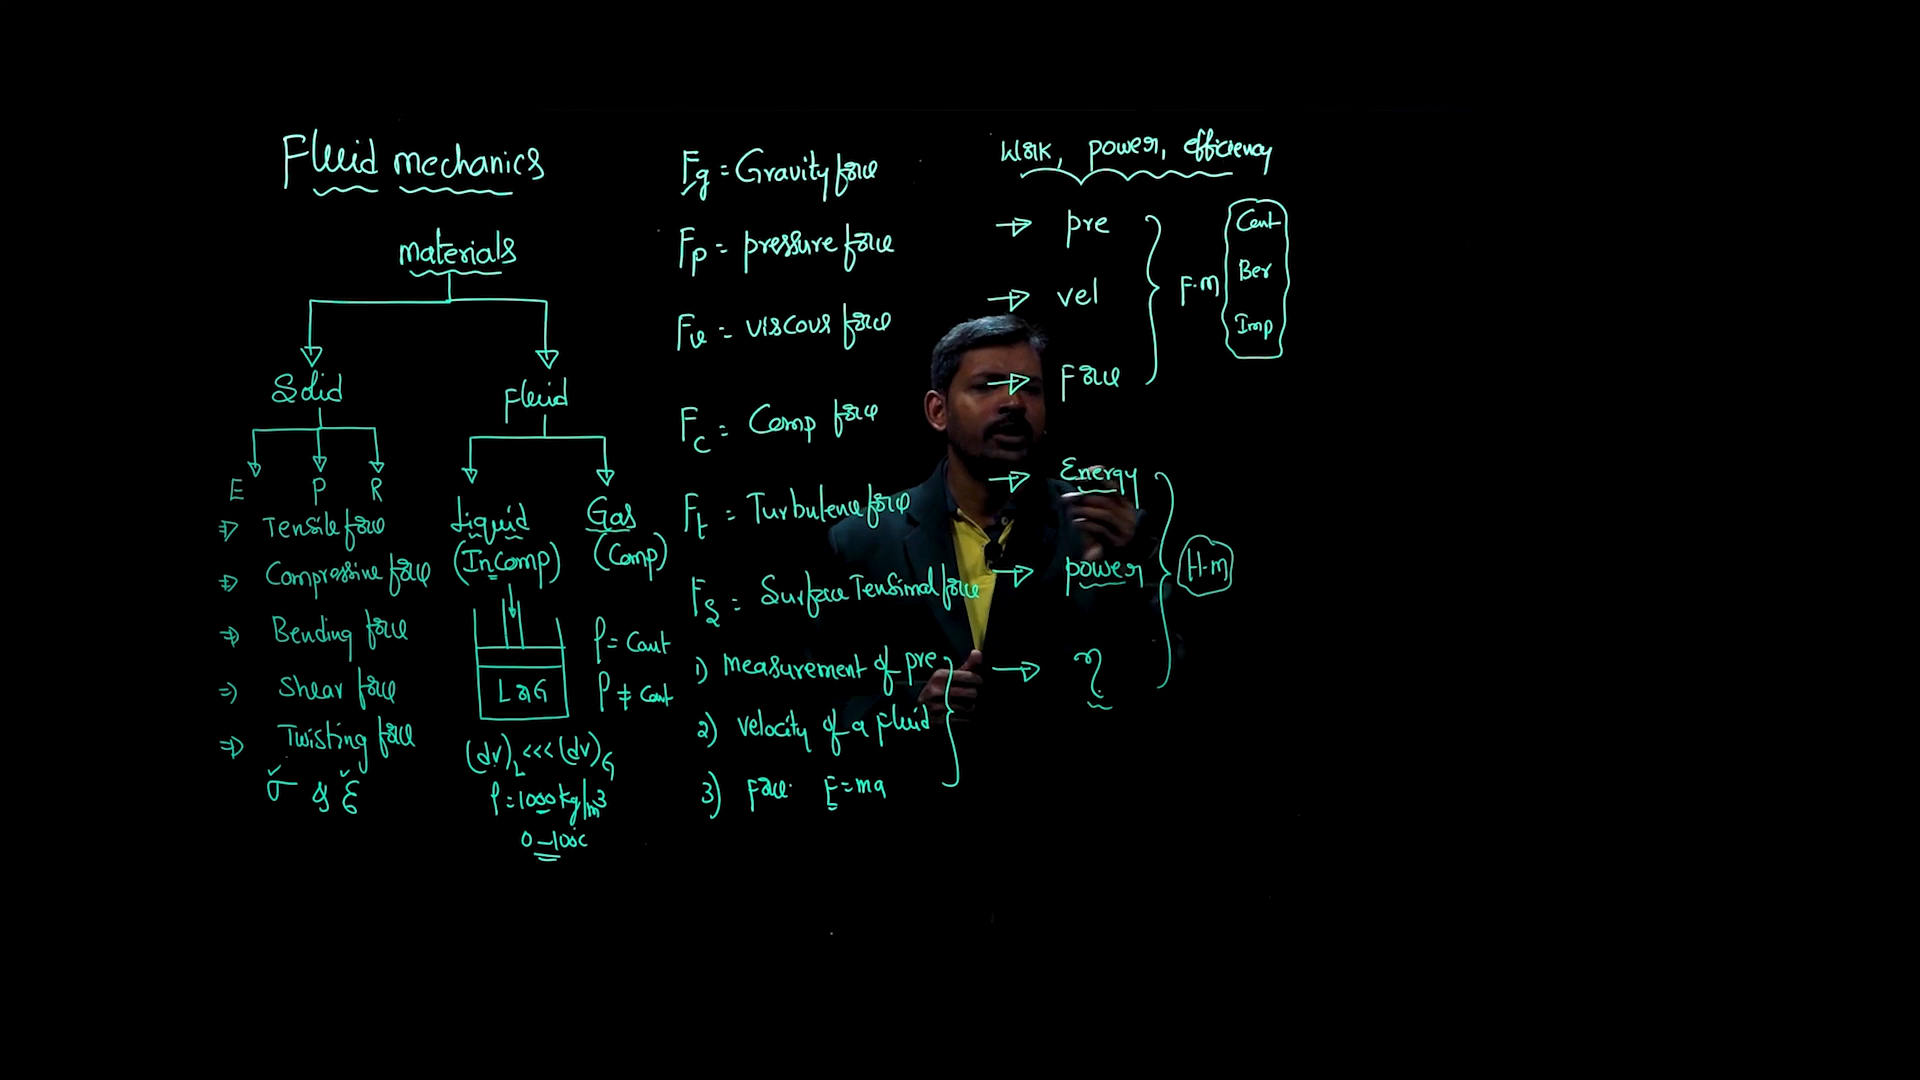 Fluid mechanics
materials
Solid
Fluid
E P R
⇒ Tensile force
⇒ Compressive force
⇒ Bending force
⇒ Shear force
⇒ Twisting force
σ & ε
Liquid
(Incomp)
Gas
(Comp)
L or G
ρ = Cont
ρ ≠ Cont
(dv)L <<< (dv)G
ρ = 1000 kg/m³
0-100c
Fg = Gravity force
Fp = pressure force
Fv = viscous force
Fc = Comp force
Ft = Turbulence force
Fs = Surface Tensional force
1) measurement of pre
2) velocity of a fluid
3) Force F = ma
Work, power, efficiency
→ pre
→ vel
→ Force
F.m
Cont
Ber
Imp
→ Energy
→ power
→ η
H.m